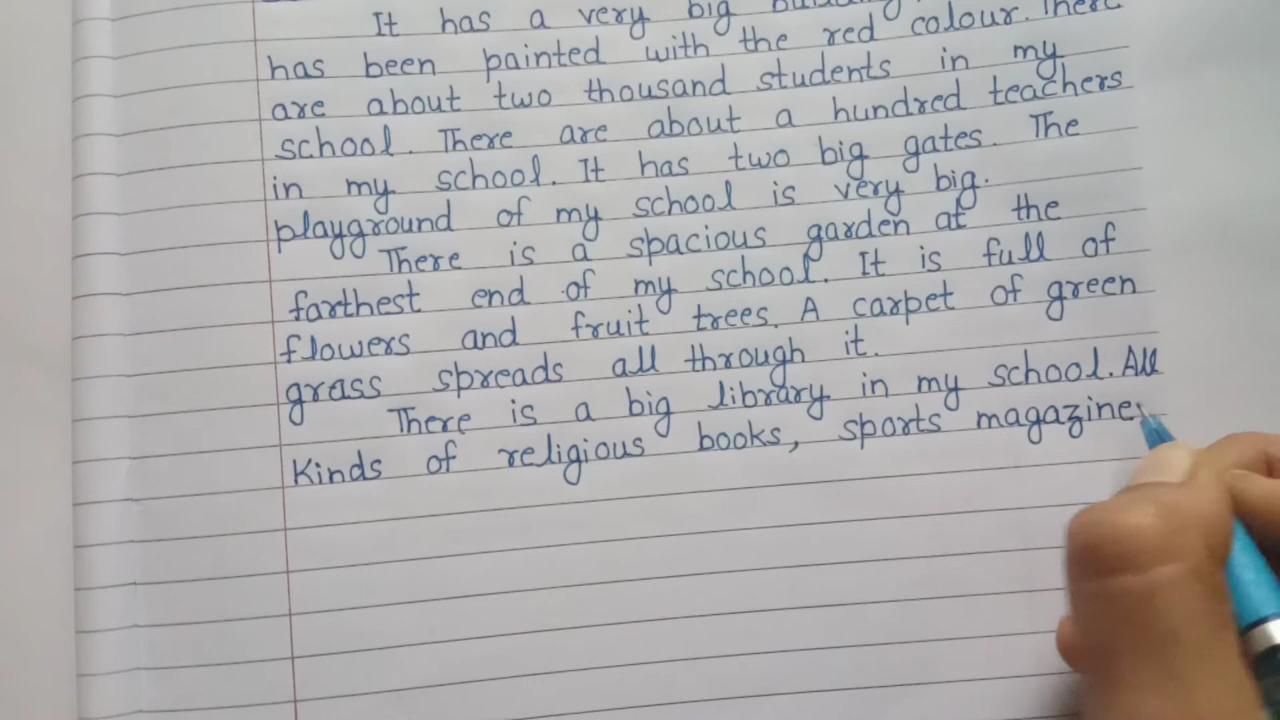 It has a very big
has been painted with the red colour. There
are about two thousand students in my
school. There are about a hundred teachers
in my school. It has two big gates. The
playground of my school is very big.
There is a spacious garden at the
farthest end of my school. It is full of
flowers and fruit trees. A carpet of green
grass spreads all through it.
There is a big library in my school. All
Kinds of religious books, sports magazine